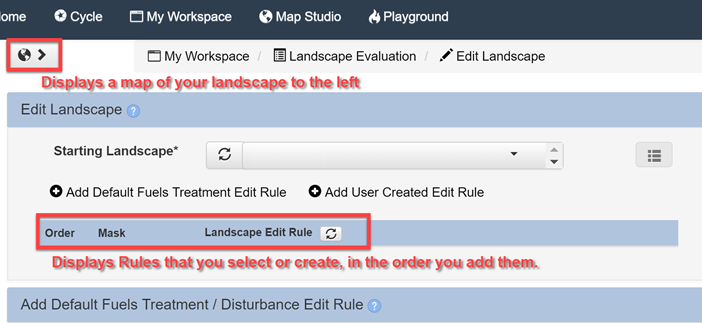 ome Cycle My Workspace Map Studio Playground
My Workspace / Landscape Evaluation / Edit Landscape
Displays a map of your landscape to the left
Edit Landscape ?
Starting Landscape*
Add Default Fuels Treatment Edit Rule Add User Created Edit Rule
Order Mask Landscape Edit Rule
Displays Rules that you select or create, in the order you add them.
Add Default Fuels Treatment / Disturbance Edit Rule ?